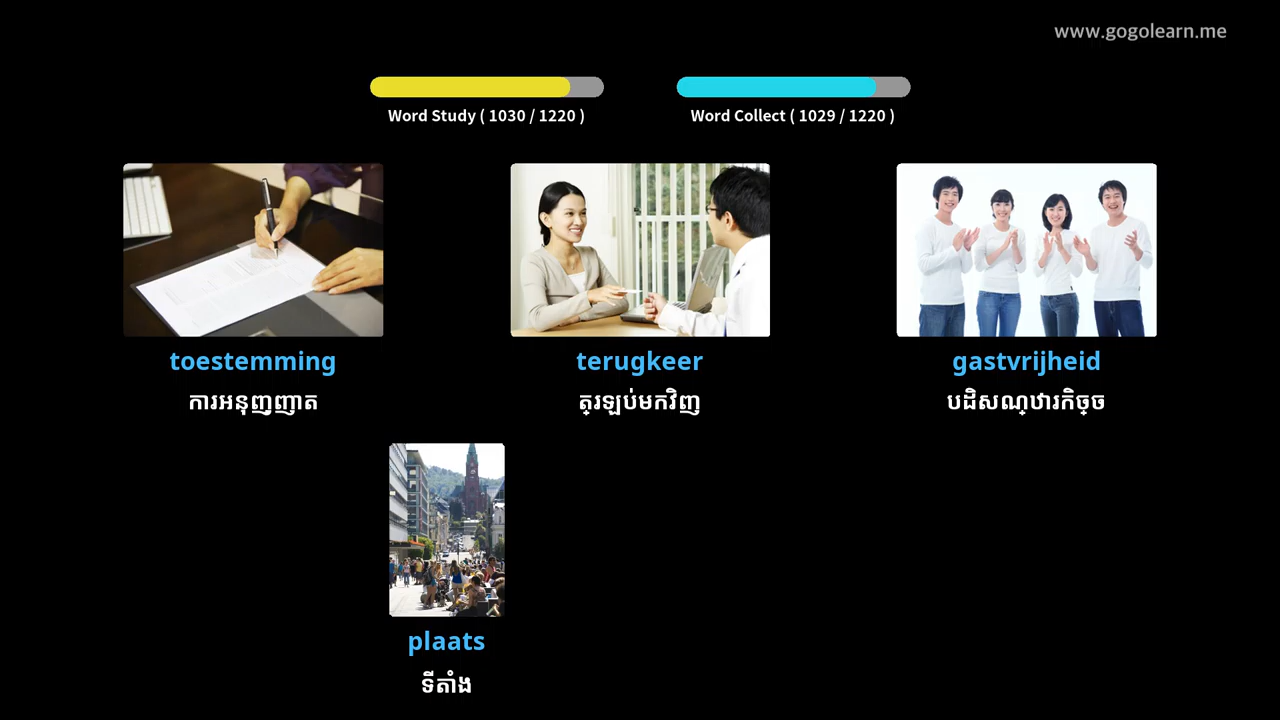 www.gogolearn.me
Word Study ( 1030 / 1220 )
Word Collect ( 1029 / 1220 )
toestemming
terugkeer
gastvrijheid
ការអនុញ្ញាត
ត្រឡប់មកវិញ
បដិសណ្ឋារកិច្ច
plaats
ទីតាំង